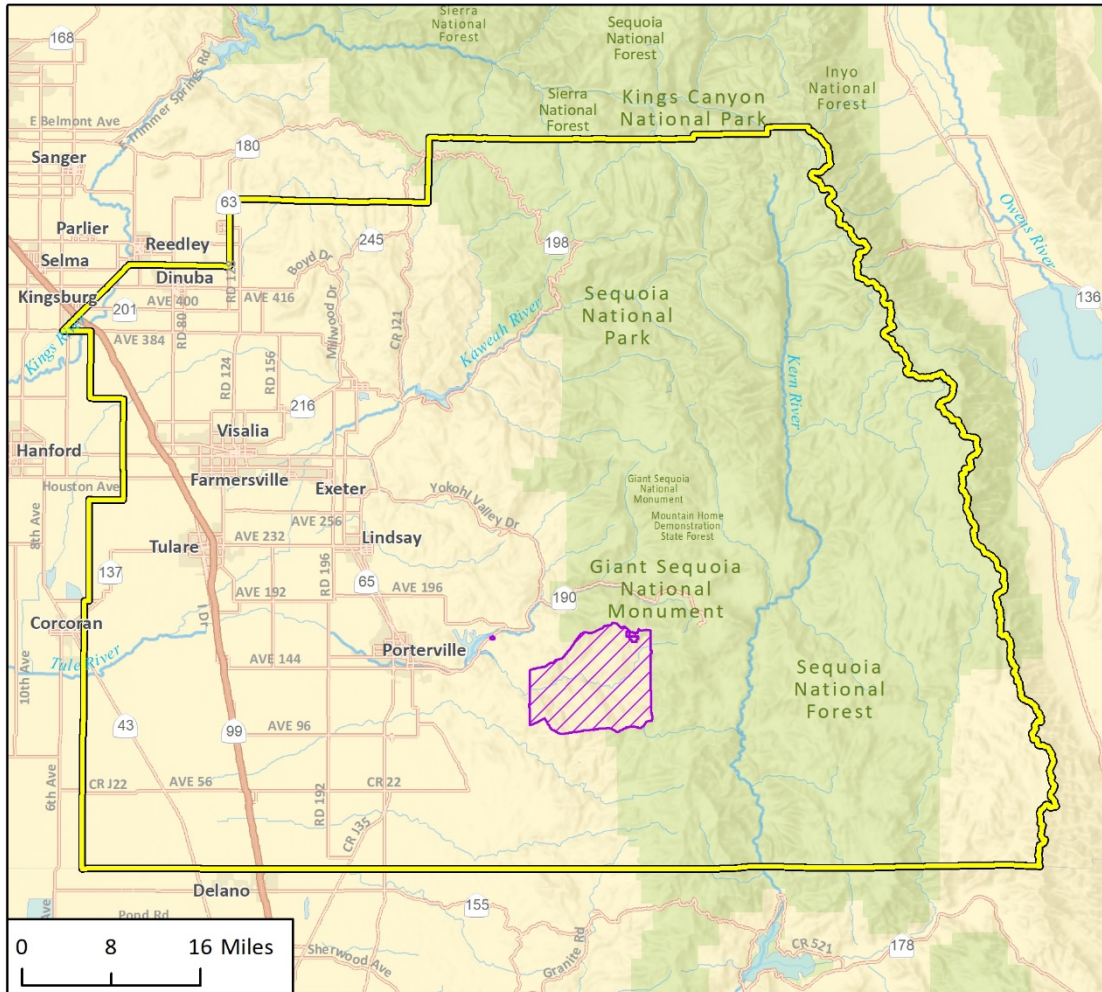 Sierra
National Forest
Sequoia
National
Forest
168
E Trimmer Springs Rd
Inyo
National
Forest
Sierra
National
Forest
Kings Canyon
National Park
E Belmont Ave
180
Sanger
63
Parlier
Reedley
Selma
245
198
Owens River
Boyd Dr
Dinuba
RD 80
AVE 400
AVE 416
Kingsburg
201
136
Sequoia
National
Park
Kaweah River
Milwood Dr
CR J21
AVE 384
RD 124
RD 156
Kern River
216
Visalia
Hanford
Farmersville
Houston Ave
Exeter
Yokohl Valley Dr
Giant Sequoia
National
Monument
8th Ave
AVE 256
Mountain Home
Demonstration
State Forest
Tulare
AVE 232
Lindsay
RD 196
137
65
AVE 196
Giant Sequoia
National
Monument
AVE 192
190
I Dr
Corcoran
Tule River
AVE 144
Porterville
10th Ave
Sequoia
National
Forest
43
99
AVE 96
6th Ave
CR J22
AVE 56
CR 22
RD 192
CR J35
Delano
Ave
Pond Rd
155
Sherwood Ave
Granite Rd
CR 521
178
0 8 16 Miles